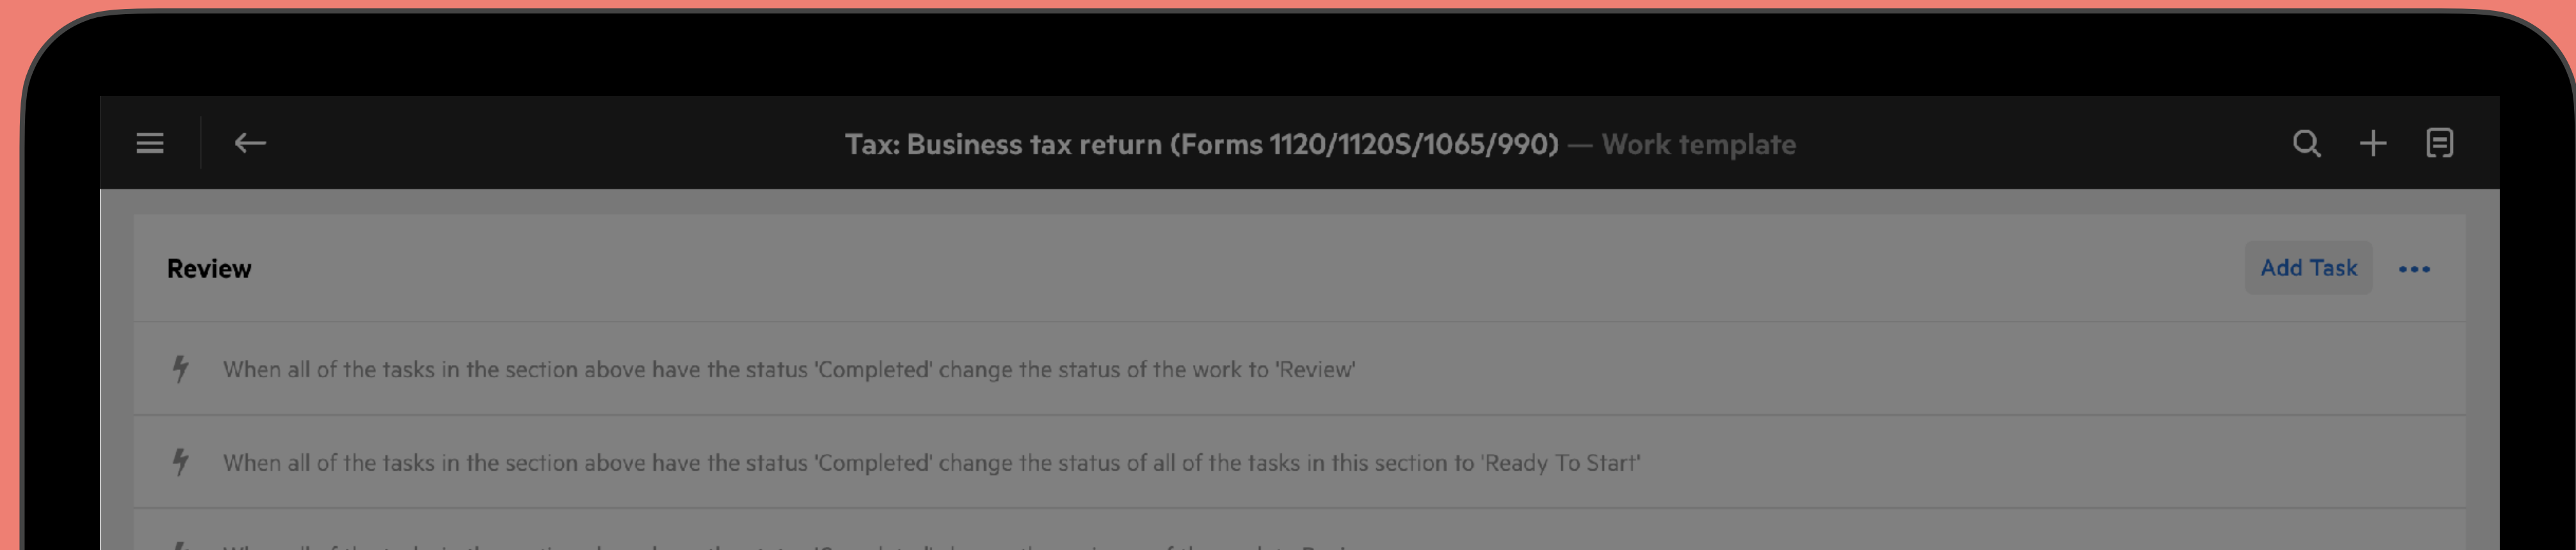 Tax: Business tax return (Forms 1120/1120S/1065/990) — Work template
Review
Add Task
When all of the tasks in the section above have the status 'Completed' change the status of the work to 'Review'
When all of the tasks in the section above have the status 'Completed' change the status of all of the tasks in this section to 'Ready To Start'